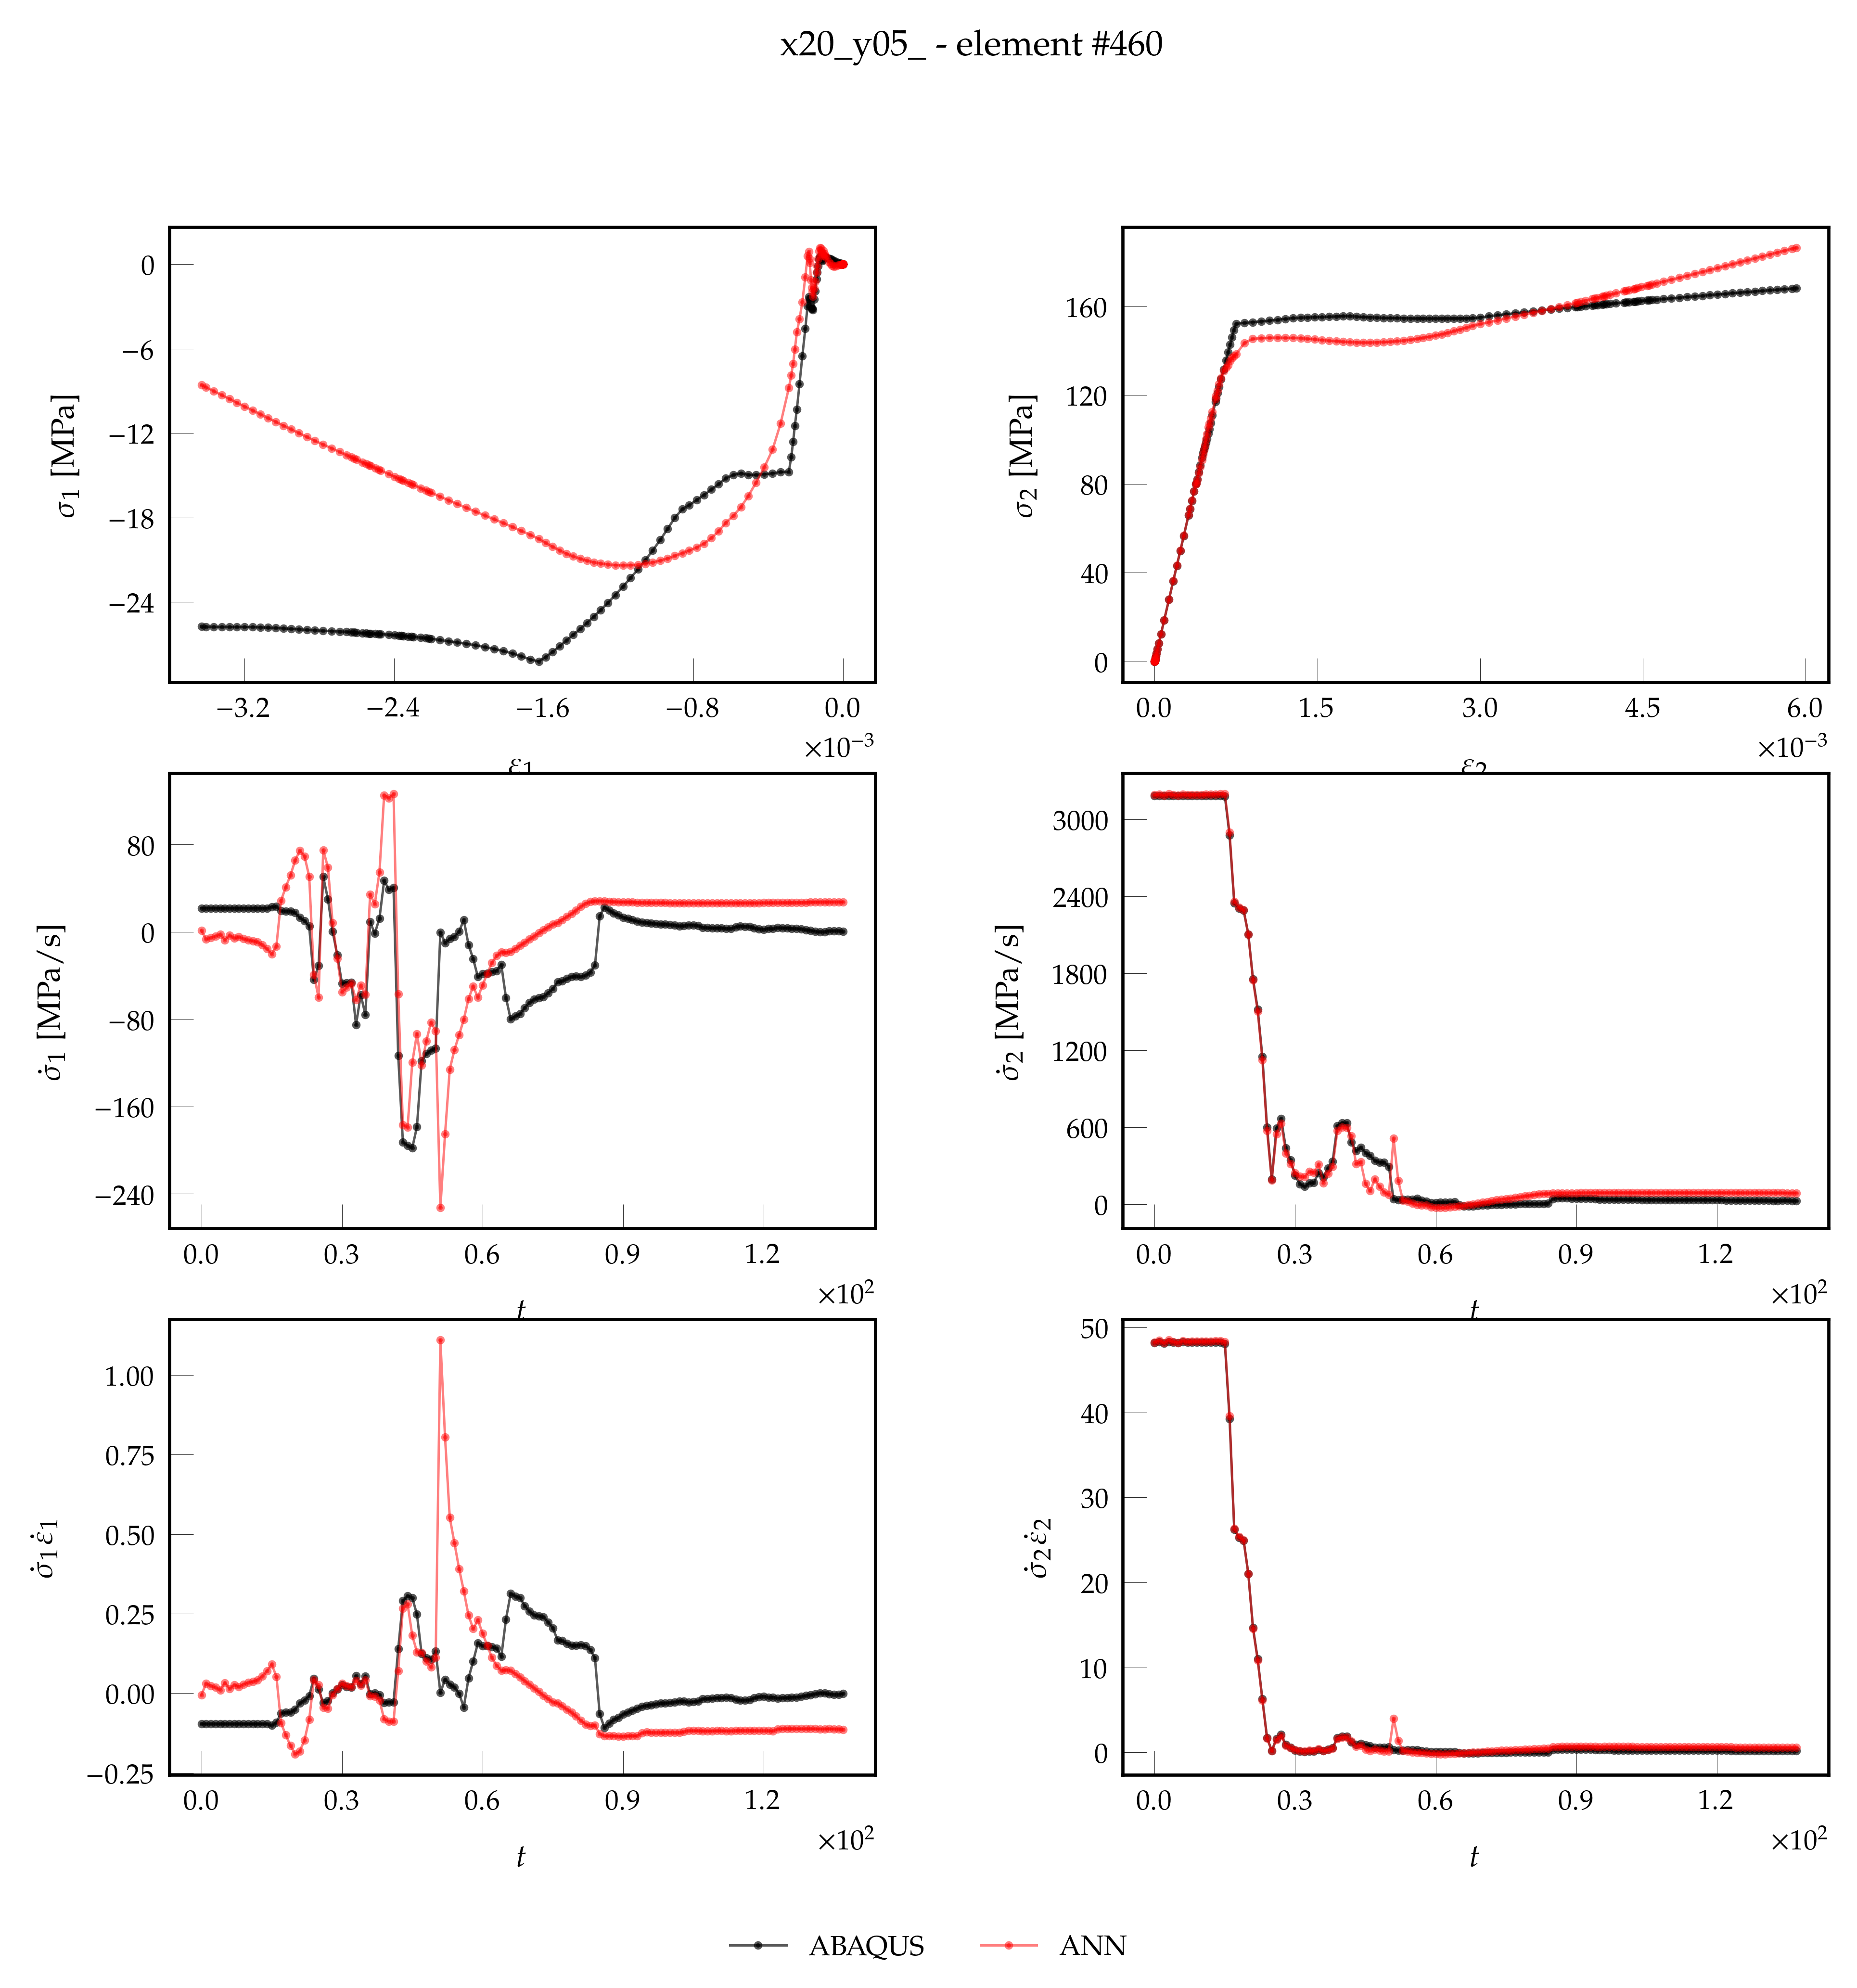 x20_y05_ - element #460
σ₁ [MPa]
0
−6
−12
−18
−24
−3.2 −2.4 −1.6 −0.8 0.0
×10⁻³
ε₁
σ₂ [MPa]
160
120
80
40
0
0.0 1.5 3.0 4.5 6.0
×10⁻³
ε₂
σ̇₁ [MPa/s]
80
0
−80
−160
−240
0.0 0.3 0.6 0.9 1.2
×10²
t
σ̇₂ [MPa/s]
3000
2400
1800
1200
600
0
0.0 0.3 0.6 0.9 1.2
×10²
t
σ̇₁ε̇₁
1.00
0.75
0.50
0.25
0.00
−0.25
0.0 0.3 0.6 0.9 1.2
×10²
t
σ̇₂ε̇₂
50
40
30
20
10
0
0.0 0.3 0.6 0.9 1.2
×10²
t
ABAQUS ANN